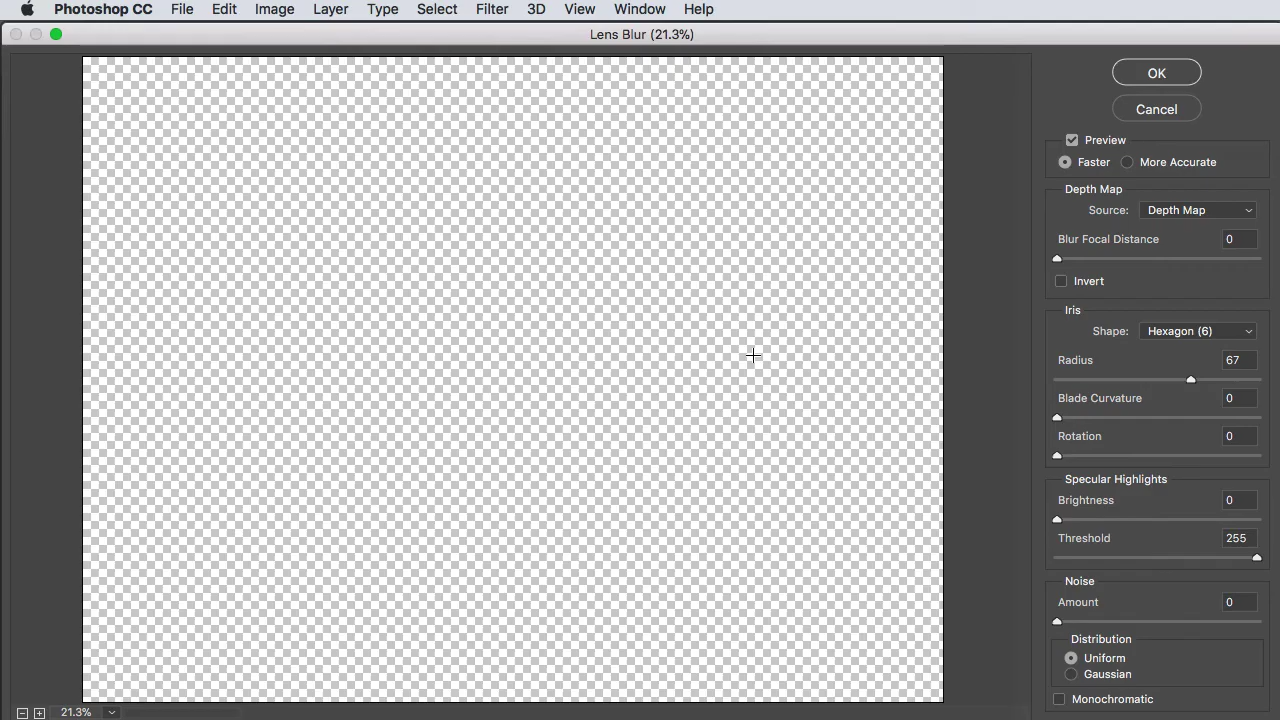 Photoshop CC File Edit Image Layer Type Select Filter 3D View Window Help
Lens Blur (21.3%)
OK
Cancel
Preview
Faster More Accurate
Depth Map
Source: Depth Map
Blur Focal Distance 0
Invert
Iris
Shape: Hexagon (6)
Radius 67
Blade Curvature 0
Rotation 0
Specular Highlights
Brightness 0
Threshold 255
Noise
Amount 0
Distribution
Uniform
Gaussian
Monochromatic
21.3%